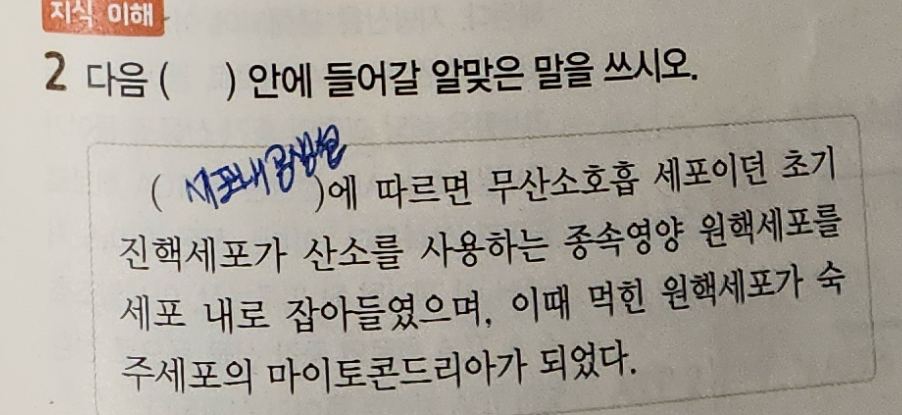 지식 이해
2 다음 ( ) 안에 들어갈 알맞은 말을 쓰시오.
( 세포내공생설 )에 따르면 무산소호흡 세포이던 초기
진핵세포가 산소를 사용하는 종속영양 원핵세포를
세포 내로 잡아들였으며, 이때 먹힌 원핵세포가 숙
주세포의 마이토콘드리아가 되었다.